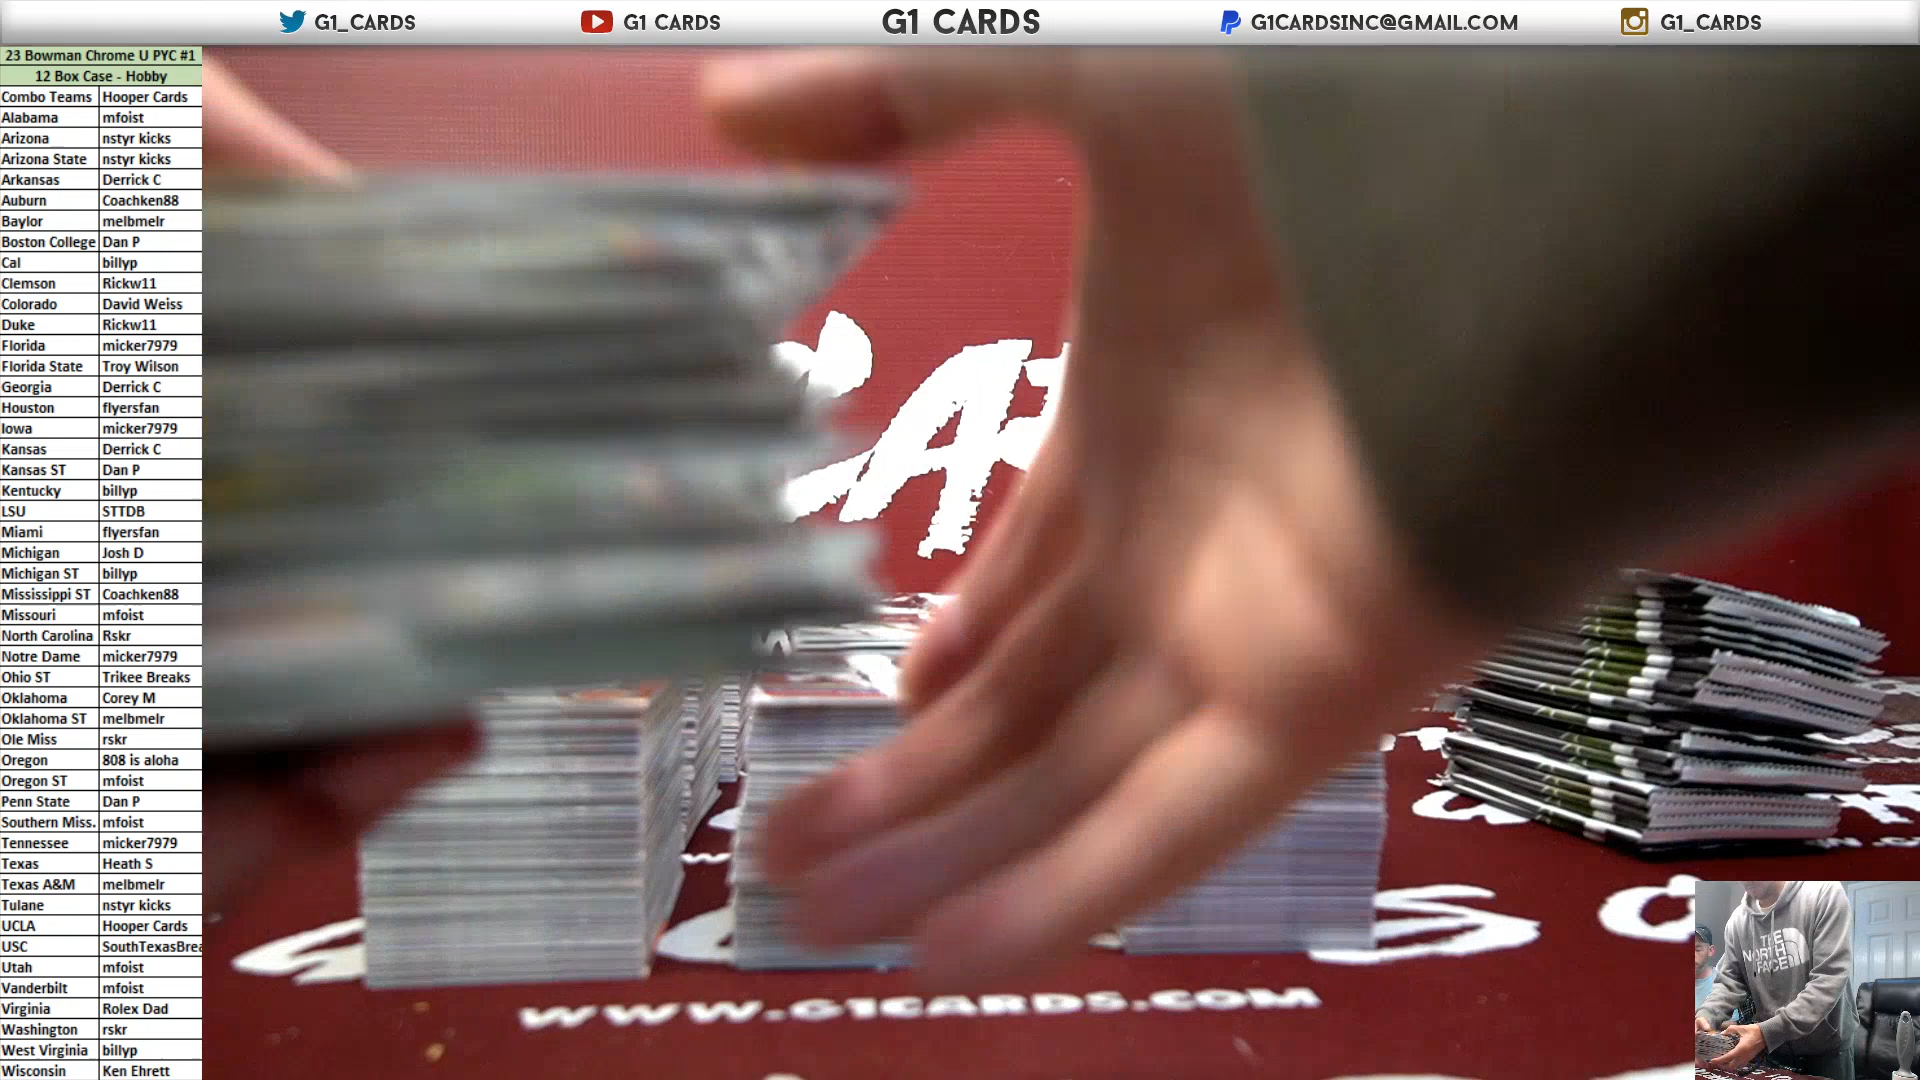 G1_CARDS G1 CARDS G1 CARDS G1CARDSINC@GMAIL.COM G1_CARDS
23 Bowman Chrome U PYC #1
12 Box Case - Hobby
Combo Teams Hooper Cards
Alabama mfoist
Arizona nstyr kicks
Arizona State nstyr kicks
Arkansas Derrick C
Auburn Coachken88
Baylor melbmelr
Boston College Dan P
Cal billyp
Clemson Rickw11
Colorado David Weiss
Duke Rickw11
Florida micker7979
Florida State Troy Wilson
Georgia Derrick C
Houston flyersfan
Iowa micker7979
Kansas Derrick C
Kansas ST Dan P
Kentucky billyp
LSU STTDB
Miami flyersfan
Michigan Josh D
Michigan ST billyp
Mississippi ST Coachken88
Missouri mfoist
North Carolina Rskr
Notre Dame micker7979
Ohio ST Trikee Breaks
Oklahoma Corey M
Oklahoma ST melbmelr
Ole Miss rskr
Oregon 808 is aloha
Oregon ST mfoist
Penn State Dan P
Southern Miss. mfoist
Tennessee micker7979
Texas Heath S
Texas A&M melbmelr
Tulane nstyr kicks
UCLA Hooper Cards
USC SouthTexasBrea
Utah mfoist
Vanderbilt mfoist
Virginia Rolex Dad
Washington rskr
West Virginia billyp
Wisconsin Ken Ehrett
WWW.G1CARDS.COM
THE
NORTH
FACE